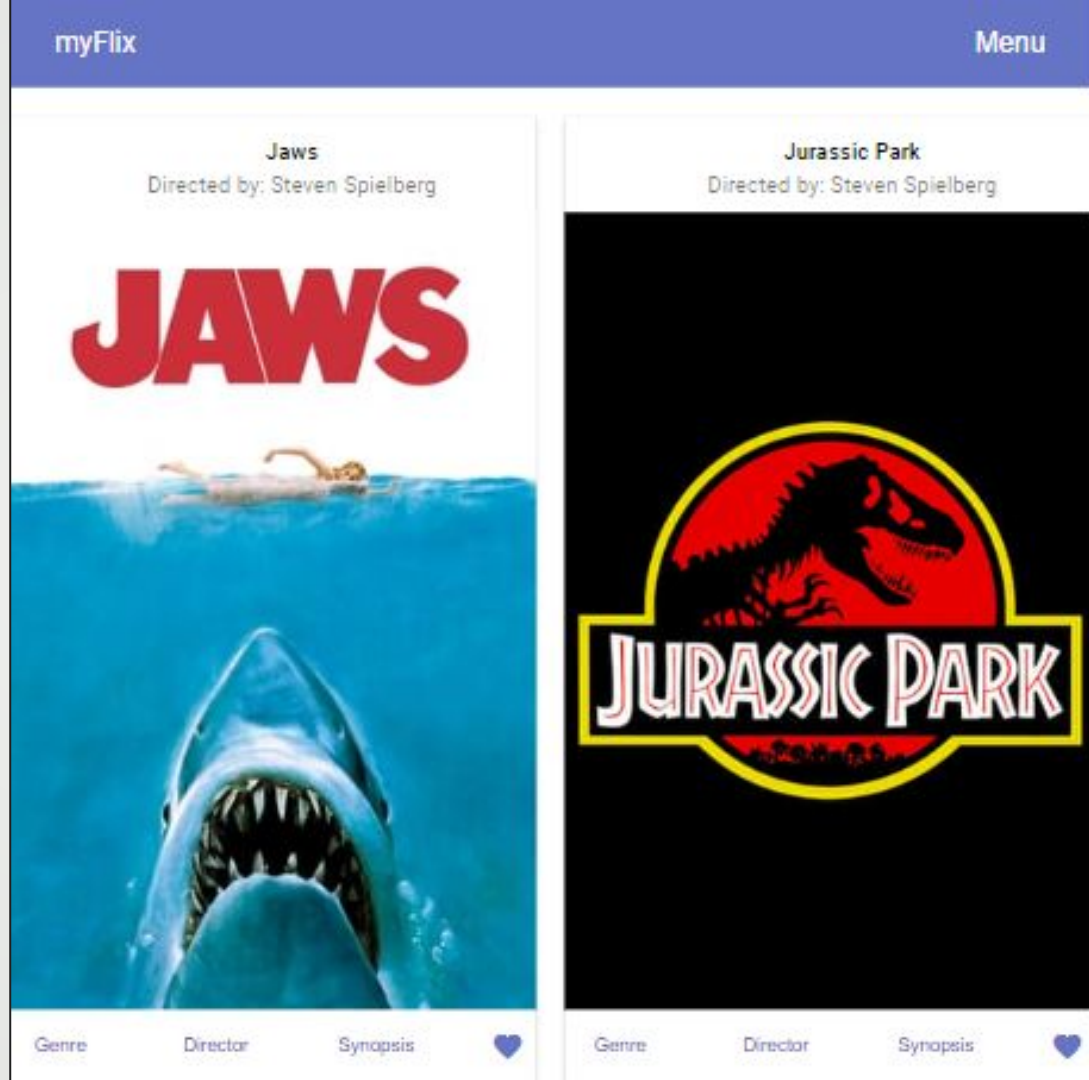 myFlix Menu
Jaws
Directed by: Steven Spielberg
JAWS
Genre Director Synopsis
Jurassic Park
Directed by: Steven Spielberg
JURASSIC PARK
Genre Director Synopsis